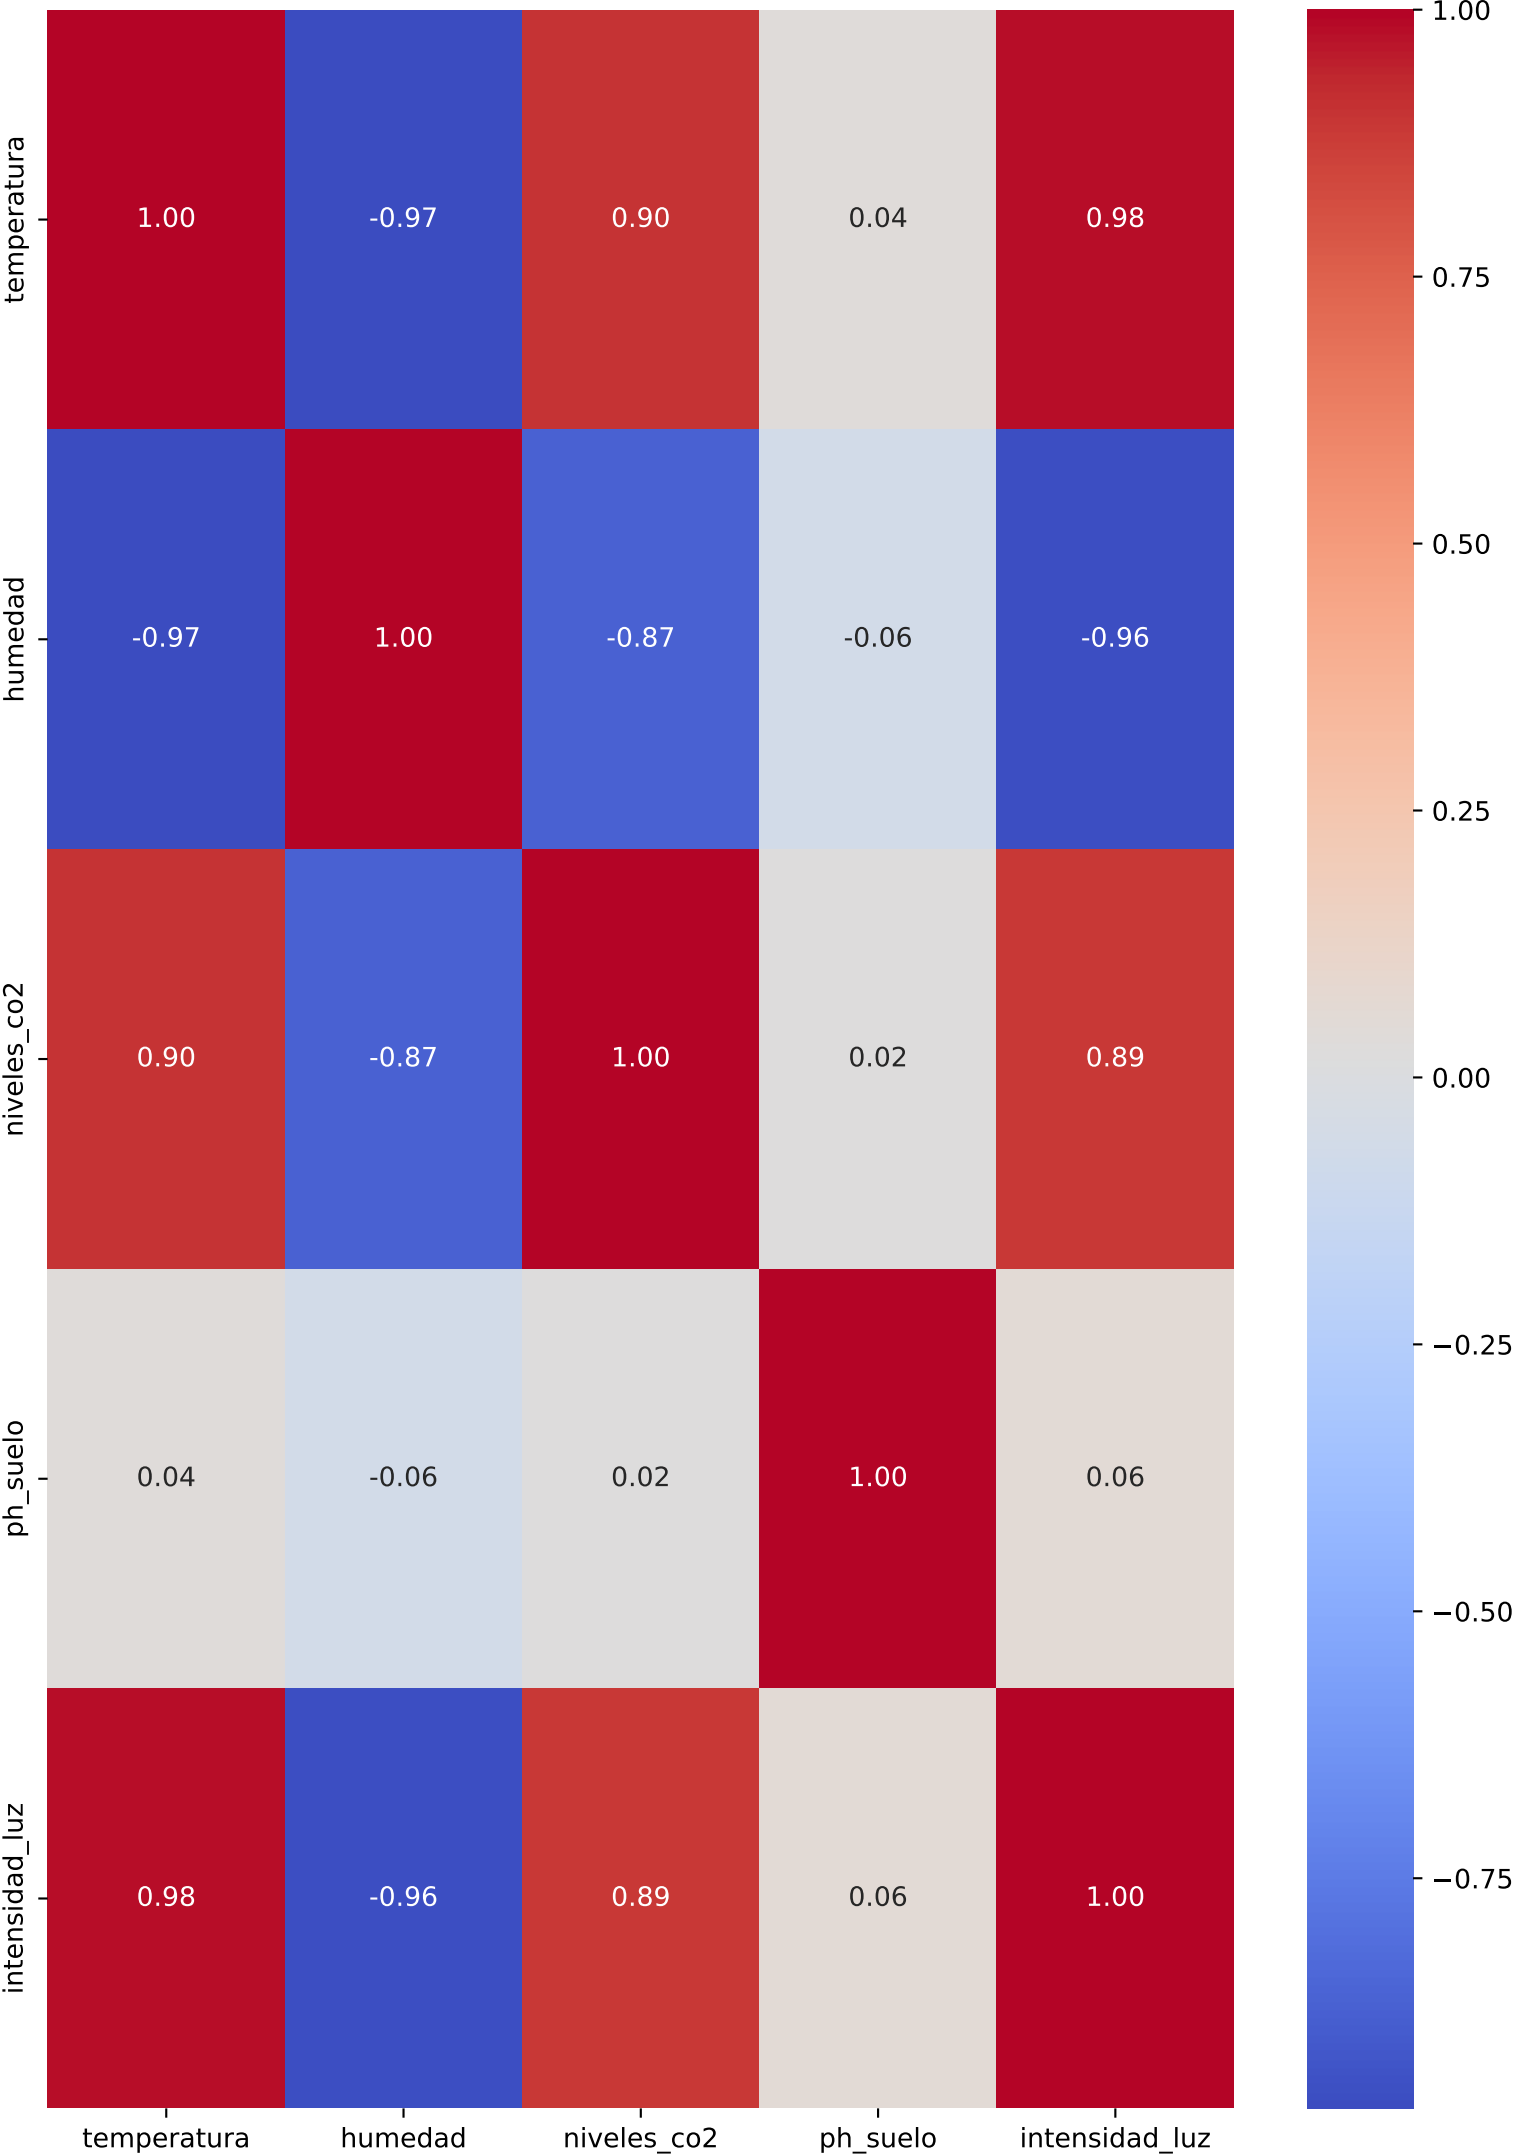 temperatura 1.00 -0.97 0.90 0.04 0.98
humedad -0.97 1.00 -0.87 -0.06 -0.96
niveles_co2 0.90 -0.87 1.00 0.02 0.89
ph_suelo 0.04 -0.06 0.02 1.00 0.06
intensidad_luz 0.98 -0.96 0.89 0.06 1.00
temperatura humedad niveles_co2 ph_suelo intensidad_luz
1.00
0.75
0.50
0.25
0.00
−0.25
−0.50
−0.75